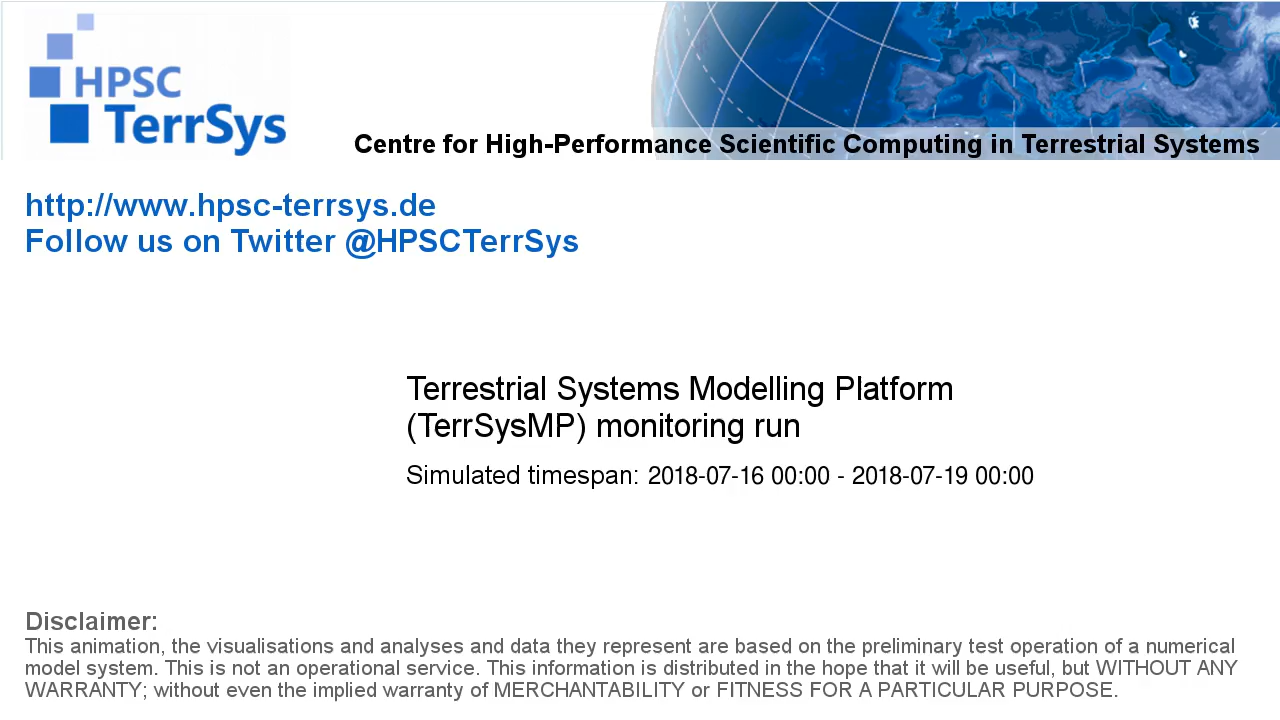 HPSC
TerrSys
Centre for High-Performance Scientific Computing in Terrestrial Systems
http://www.hpsc-terrsys.de
Follow us on Twitter @HPSCTerrSys
Terrestrial Systems Modelling Platform
(TerrSysMP) monitoring run
Simulated timespan: 2018-07-16 00:00 - 2018-07-19 00:00
Disclaimer:
This animation, the visualisations and analyses and data they represent are based on the preliminary test operation of a numerical
model system. This is not an operational service. This information is distributed in the hope that it will be useful, but WITHOUT ANY
WARRANTY; without even the implied warranty of MERCHANTABILITY or FITNESS FOR A PARTICULAR PURPOSE.